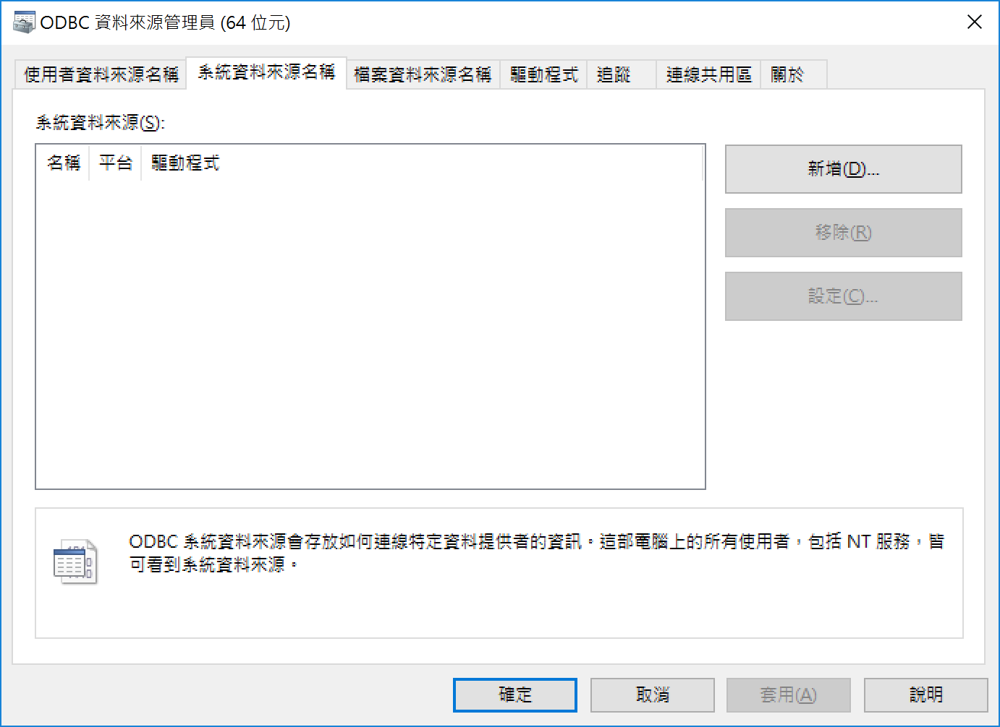 ODBC 資料來源管理員 (64 位元)
使用者資料來源名稱 系統資料來源名稱 檔案資料來源名稱 驅動程式 追蹤 連線共用區 關於
系統資料來源(S):
名稱 平台 驅動程式
新增(D)...
移除(R)
設定(C)...
ODBC 系統資料來源會存放如何連線特定資料提供者的資訊。這部電腦上的所有使用者，包括 NT 服務，皆
可看到系統資料來源。
確定 取消 套用(A) 說明